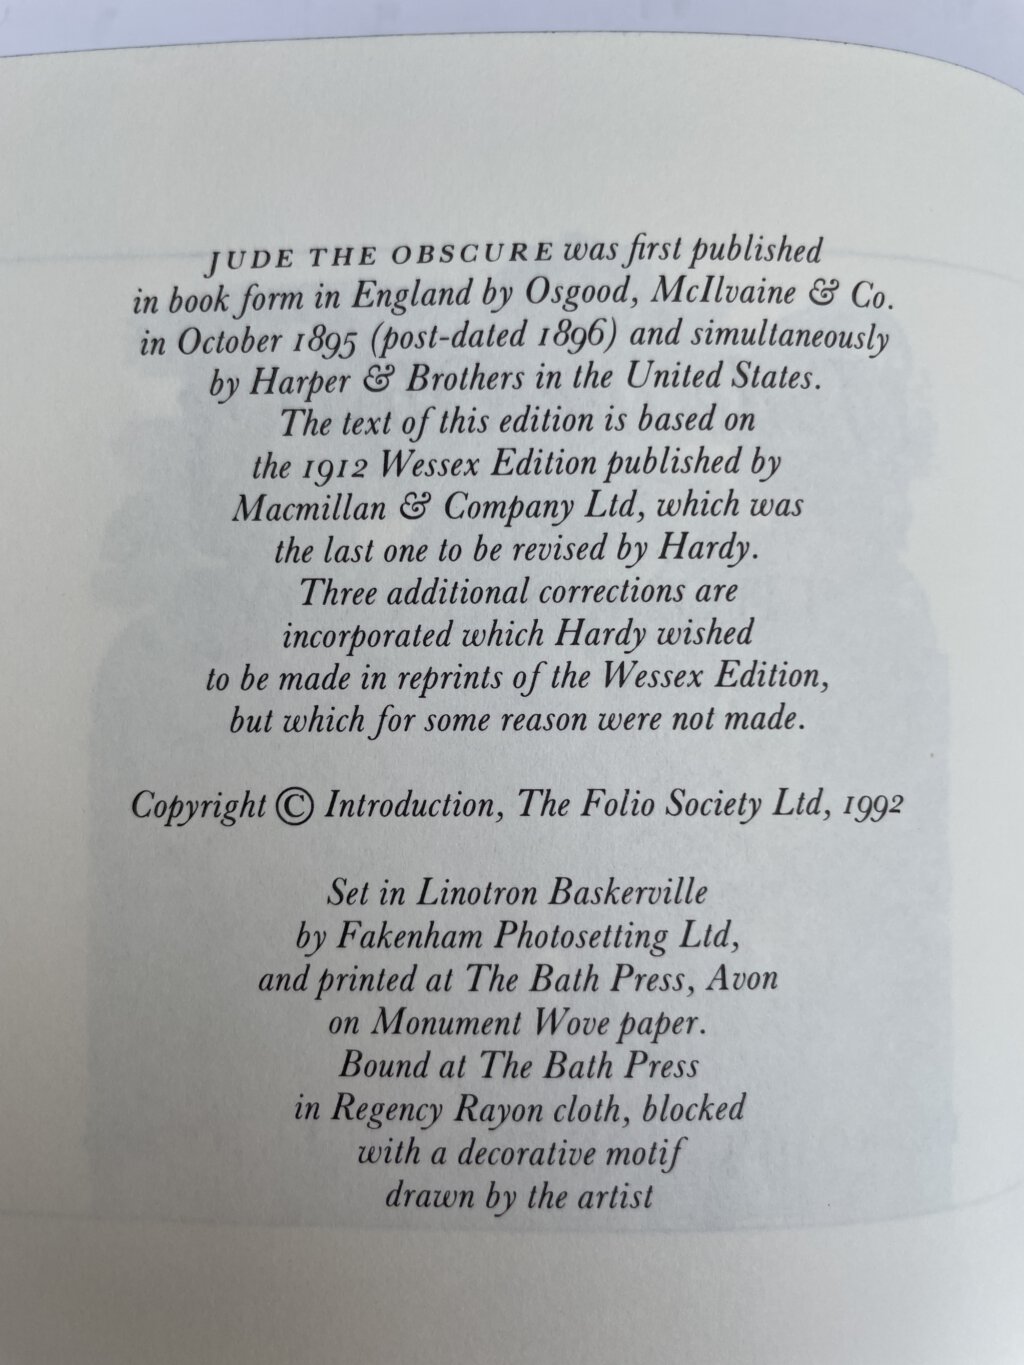 JUDE THE OBSCURE was first published
in book form in England by Osgood, McIlvaine & Co.
in October 1895 (post-dated 1896) and simultaneously
by Harper & Brothers in the United States.
The text of this edition is based on
the 1912 Wessex Edition published by
Macmillan & Company Ltd, which was
the last one to be revised by Hardy.
Three additional corrections are
incorporated which Hardy wished
to be made in reprints of the Wessex Edition,
but which for some reason were not made.
Copyright © Introduction, The Folio Society Ltd, 1992
Set in Linotron Baskerville
by Fakenham Photosetting Ltd,
and printed at The Bath Press, Avon
on Monument Wove paper.
Bound at The Bath Press
in Regency Rayon cloth, blocked
with a decorative motif
drawn by the artist